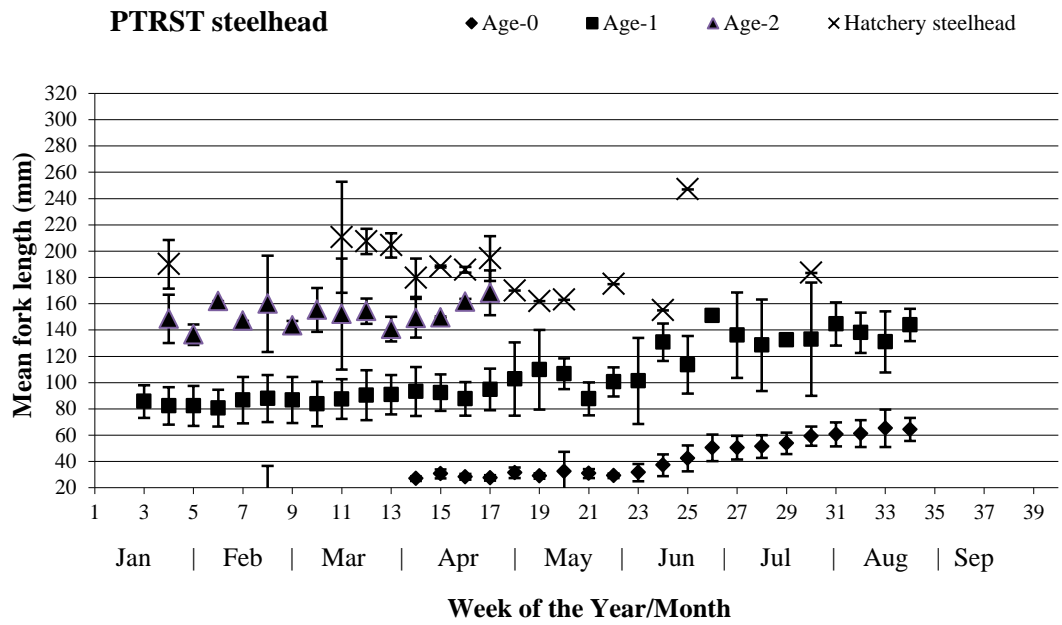 PTRST steelhead
Age-0 Age-1 Age-2 Hatchery steelhead
Mean fork length (mm)
320
300
280
260
240
220
200
180
160
140
120
100
80
60
40
20
1 3 5 7 9 11 13 15 17 19 21 23 25 27 29 31 33 35 37 39
Jan | Feb | Mar | Apr | May | Jun | Jul | Aug | Sep
Week of the Year/Month